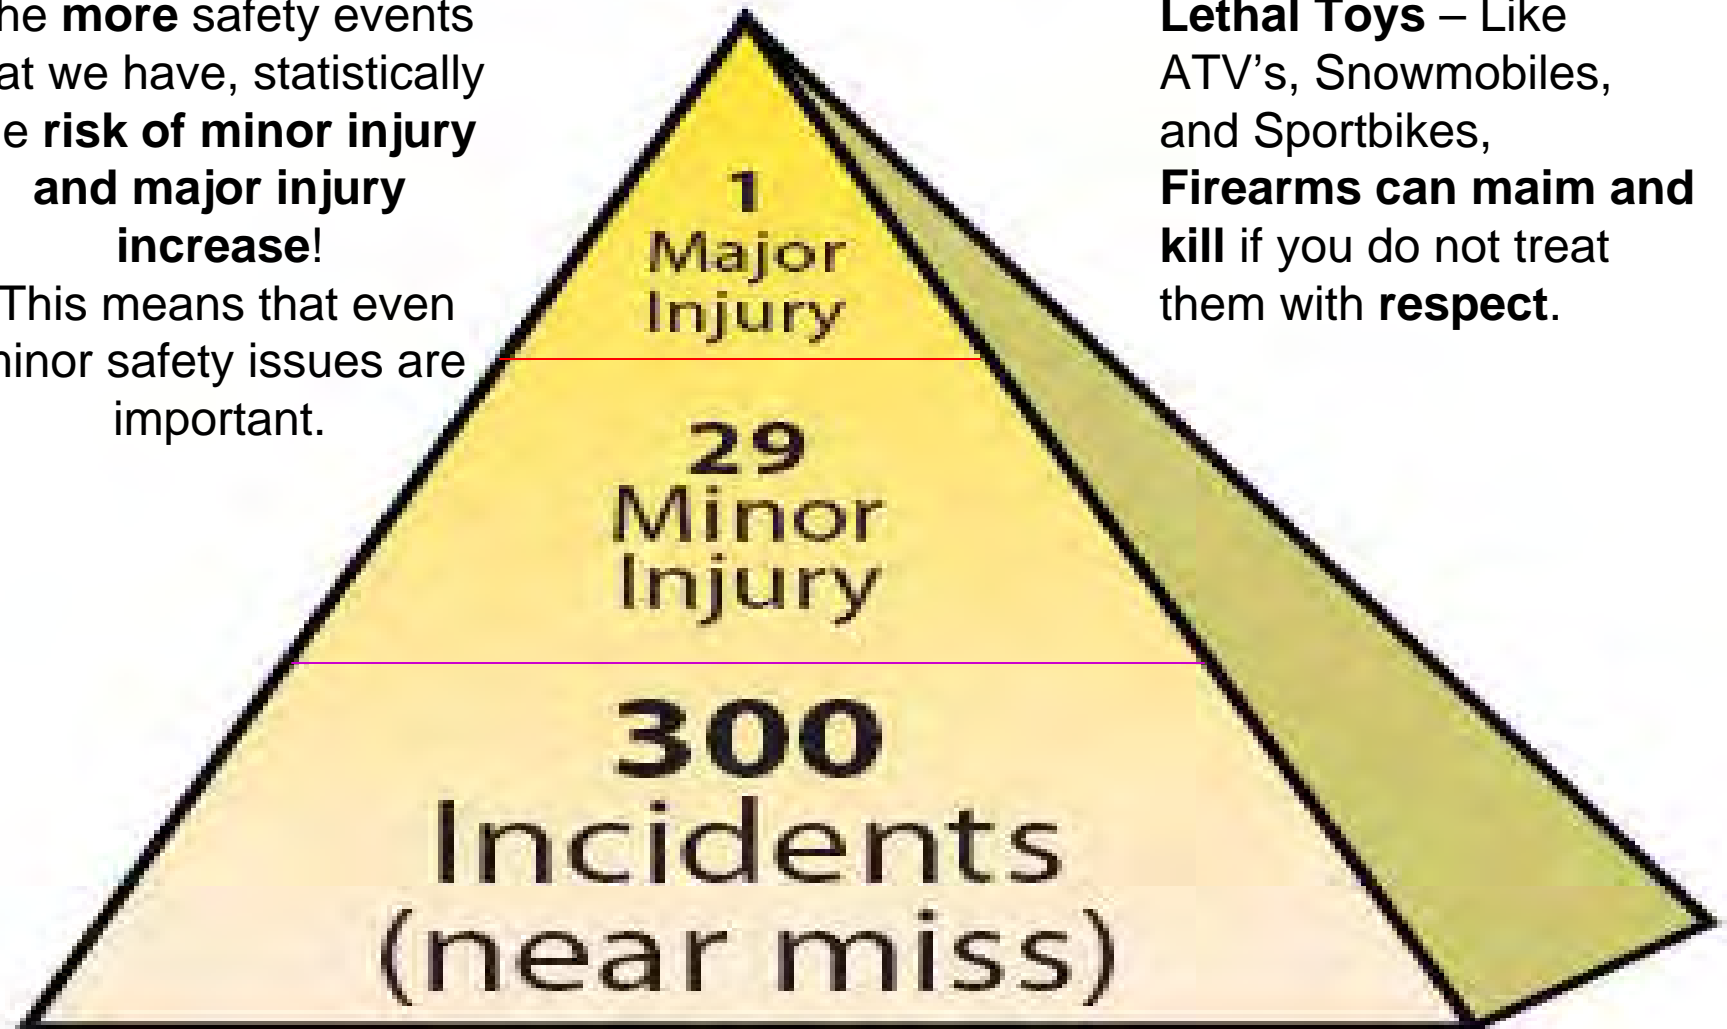 he more safety events
at we have, statistically
e risk of minor injury
and major injury
increase!
This means that even
minor safety issues are
important.
Lethal Toys – Like
ATV’s, Snowmobiles,
and Sportbikes,
Firearms can maim and
kill if you do not treat
them with respect.
1
Major
Injury
29
Minor
Injury
300
Incidents
(near miss)